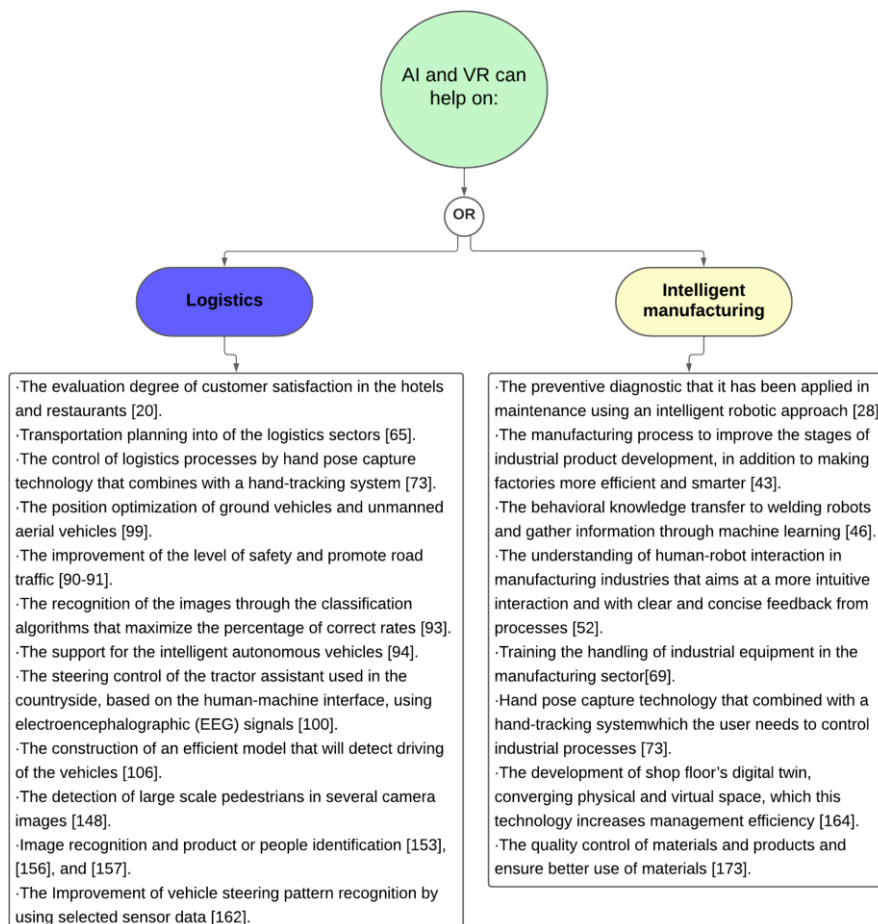 AI and VR can
help on:
OR
Logistics
·The evaluation degree of customer satisfaction in the hotels
and restaurants [20].
·Transportation planning into of the logistics sectors [65].
·The control of logistics processes by hand pose capture
technology that combines with a hand-tracking system [73].
·The position optimization of ground vehicles and unmanned
aerial vehicles [99].
·The improvement of the level of safety and promote road
traffic [90-91].
·The recognition of the images through the classification
algorithms that maximize the percentage of correct rates [93].
·The support for the intelligent autonomous vehicles [94].
·The steering control of the tractor assistant used in the
countryside, based on the human-machine interface, using
electroencephalographic (EEG) signals [100].
·The construction of an efficient model that will detect driving
of the vehicles [106].
·The detection of large scale pedestrians in several camera
images [148].
·Image recognition and product or people identification [153],
[156], and [157].
·The Improvement of vehicle steering pattern recognition by
using selected sensor data [162].
Intelligent
manufacturing
·The preventive diagnostic that it has been applied in
maintenance using an intelligent robotic approach [28]
·The manufacturing process to improve the stages of
industrial product development, in addition to making
factories more efficient and smarter [43].
·The behavioral knowledge transfer to welding robots
and gather information through machine learning [46].
·The understanding of human-robot interaction in
manufacturing industries that aims at a more intuitive
interaction and with clear and concise feedback from
processes [52].
·Training the handling of industrial equipment in the
manufacturing sector[69].
·Hand pose capture technology that combined with a
hand-tracking systemwhich the user needs to control
industrial processes [73].
·The development of shop floor's digital twin,
converging physical and virtual space, which this
technology increases management efficiency [164].
·The quality control of materials and products and
ensure better use of materials [173].